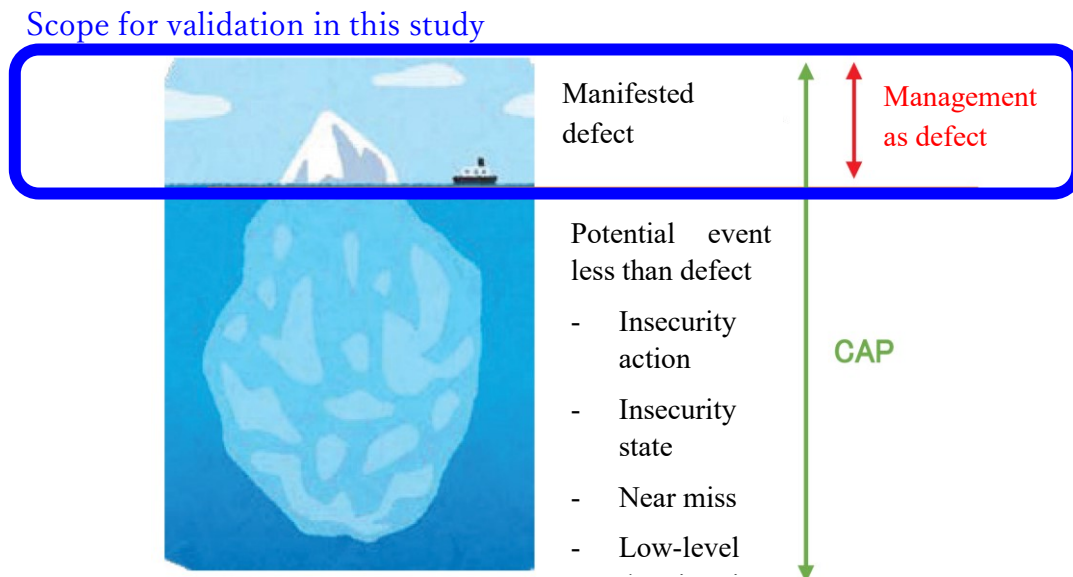 Scope for validation in this study
Manifested
defect
Management
as defect
Potential event
less than defect
- Insecurity
action
- Insecurity
state
- Near miss
- Low-level
CAP